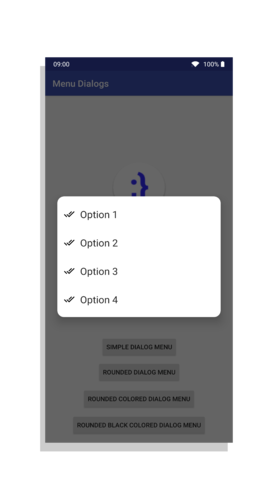 09:00 100%
Menu Dialogs
:}
Option 1
Option 2
Option 3
Option 4
SIMPLE DIALOG MENU
ROUNDED DIALOG MENU
ROUNDED COLORED DIALOG MENU
ROUNDED BLACK COLORED DIALOG MENU